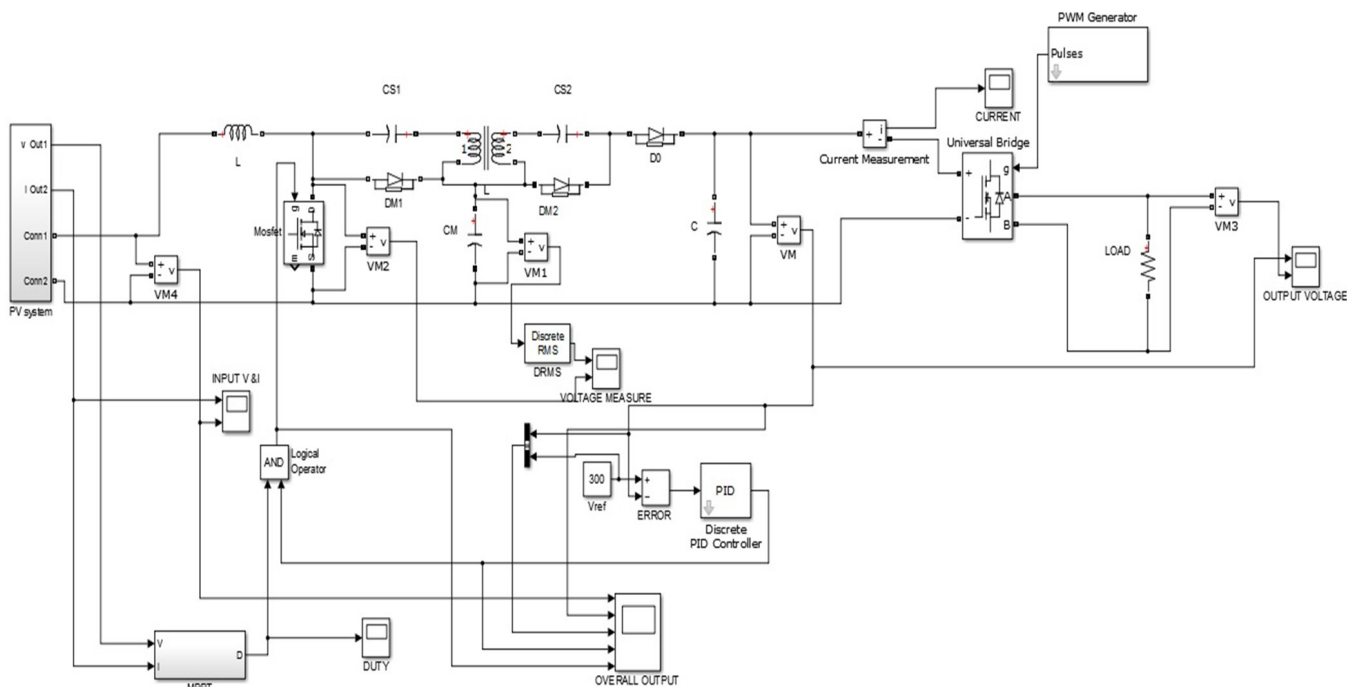 PWM Generator
Pulses
CS1
CS2
CURRENT
v Out1
I Out2
Conn1
Conn2
PV system
L
1
2
L
D0
i
+
-
Current Measurement
Universal Bridge
g
+
A
-
B
DM1
DM2
g
D
S
m
Mosfet
+
-
v
VM2
CM
+
-
v
VM1
C
+
-
v
VM
LOAD
+
-
v
VM3
OUTPUT VOLTAGE
+
-
v
VM4
Discrete
RMS
DRMS
VOLTAGE MEASURE
INPUT V &I
AND
Logical
Operator
300
Vref
+
−
ERROR
PID
Discrete
PID Controller
V
I
D
MPPT
DUTY
OVERALL OUTPUT